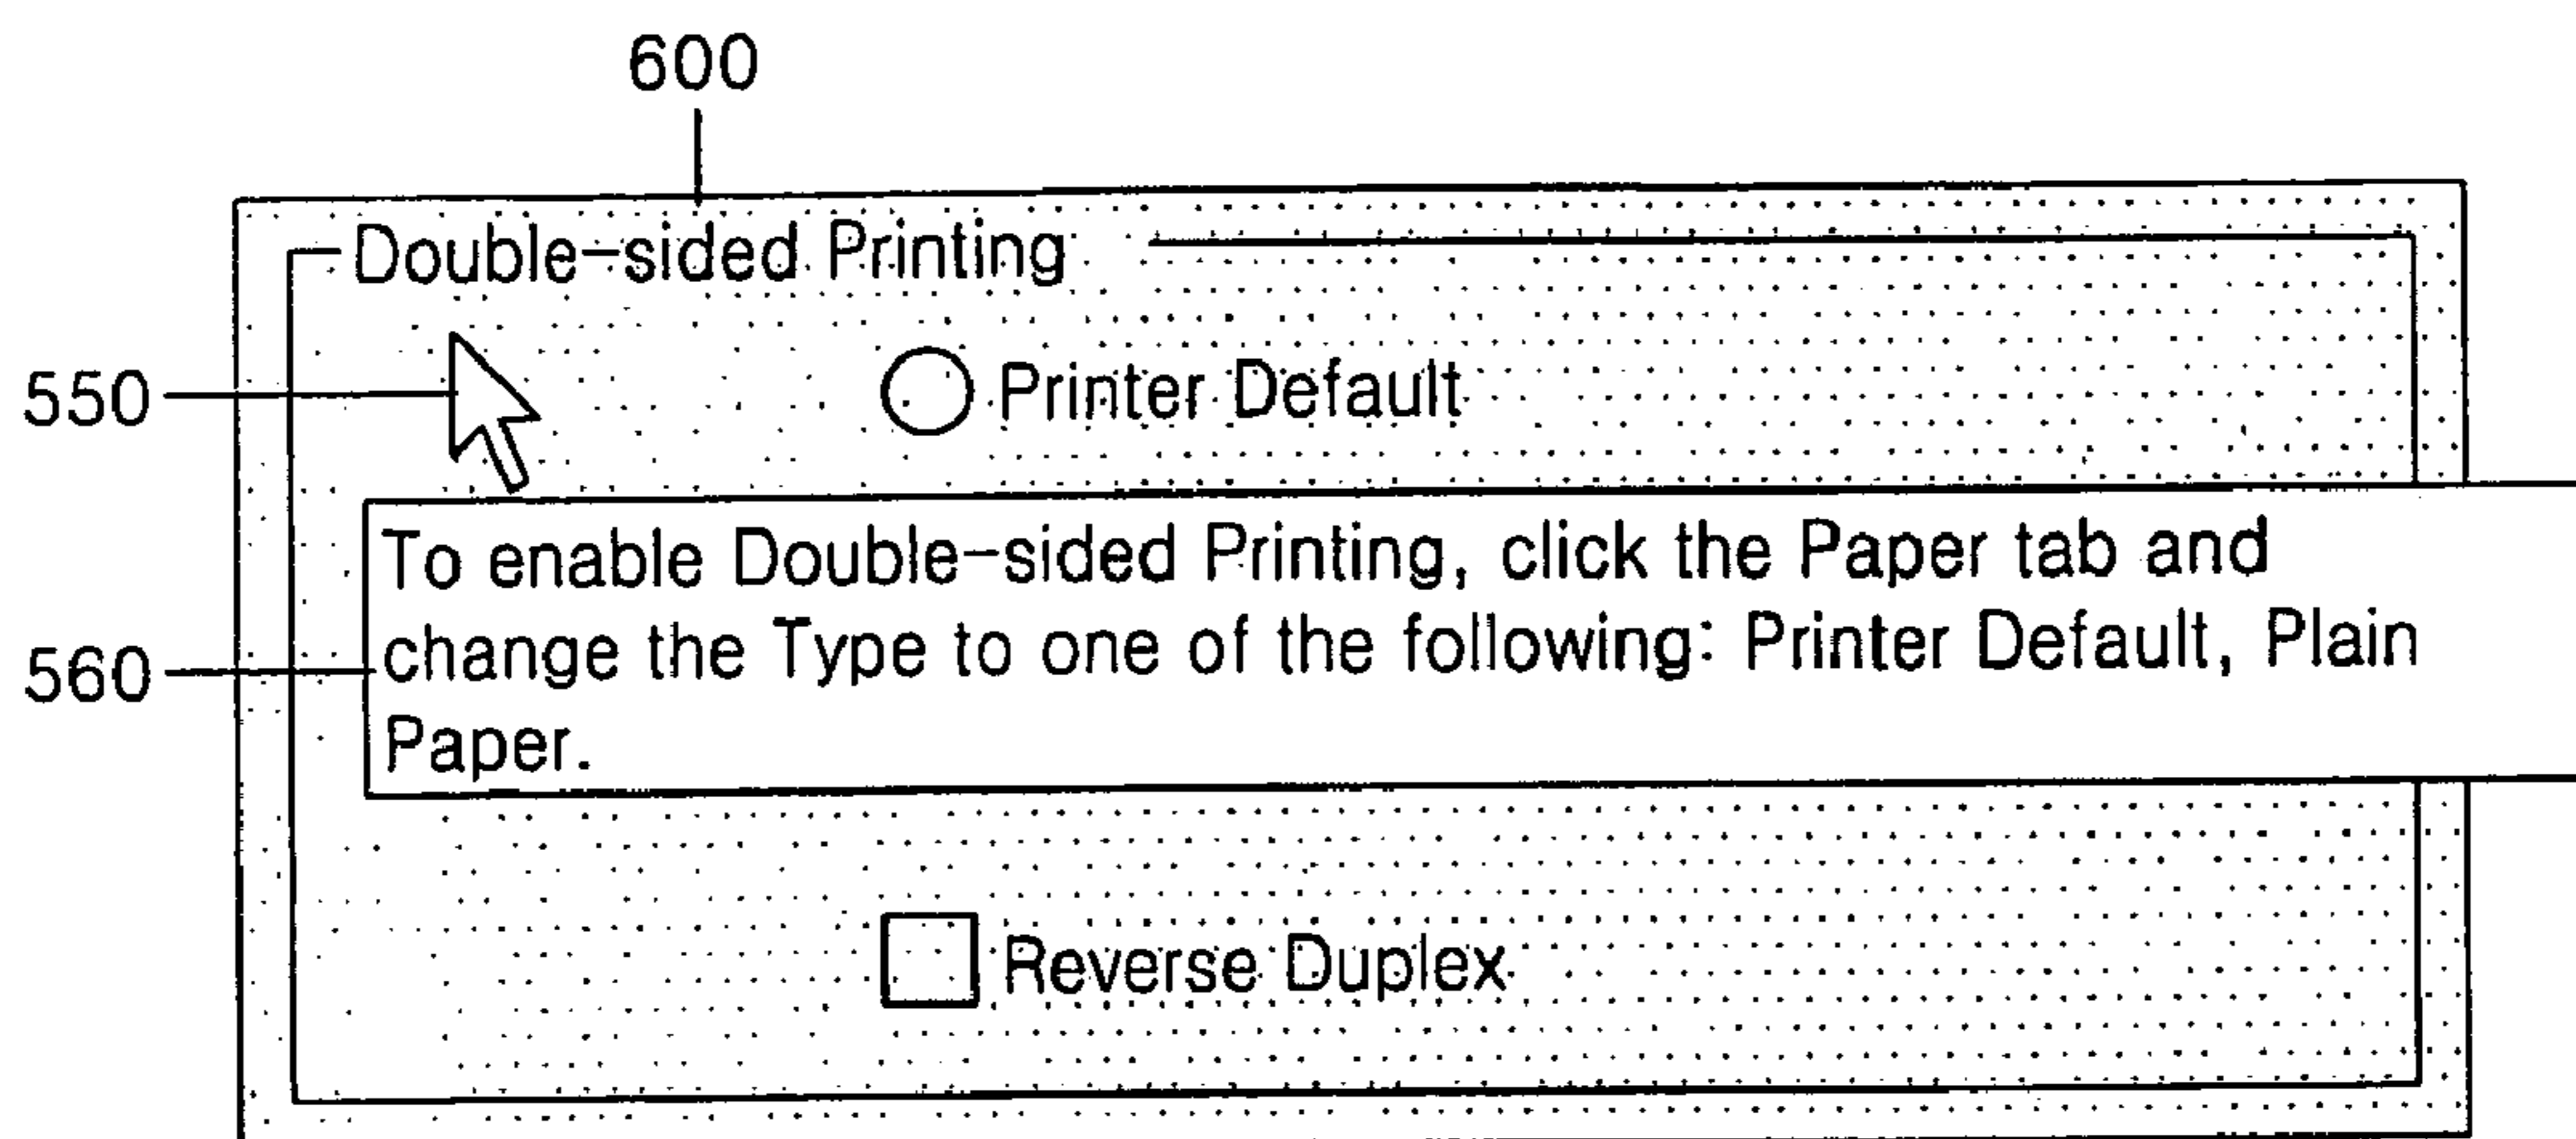 600
Double-sided Printing
550
Printer Default
To enable Double-sided Printing, click the Paper tab and
change the Type to one of the following: Printer Default, Plain
560
Paper.
Reverse Duplex